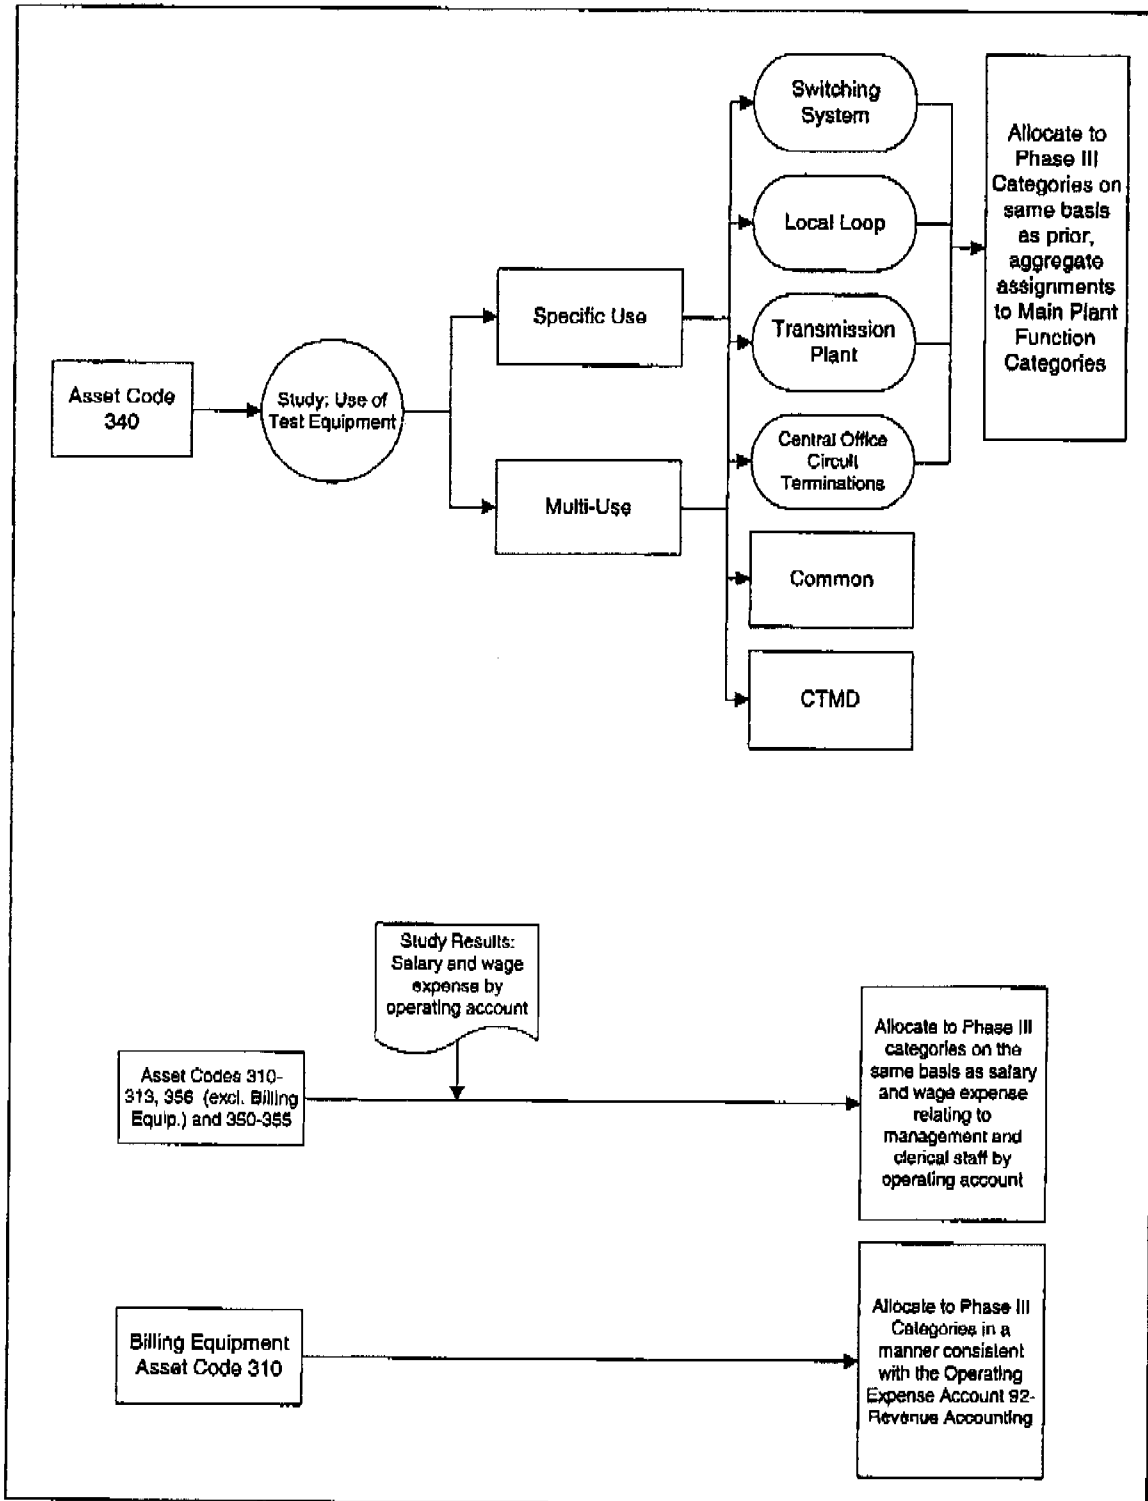 Asset Code
340
Study: Use of
Test Equipment
Specific Use
Multi-Use
Switching
System
Local Loop
Transmission
Plant
Central Office
Circuit
Terminations
Common
CTMD
Allocate to
Phase III
Categories on
same basis
as prior,
aggregate
assignments
to Main Plant
Function
Categories
Study Results:
Salary and wage
expense by
operating account
Asset Codes 310-
313, 356 (excl. Billing
Equip.) and 350-355
Allocate to Phase III
categories on the
same basis as salary
and wage expense
relating to
management and
clerical staff by
operating account
Billing Equipment
Asset Code 310
Allocate to Phase III
Categories in a
manner consistent
with the Operating
Expense Account 92-
Revenue Accounting